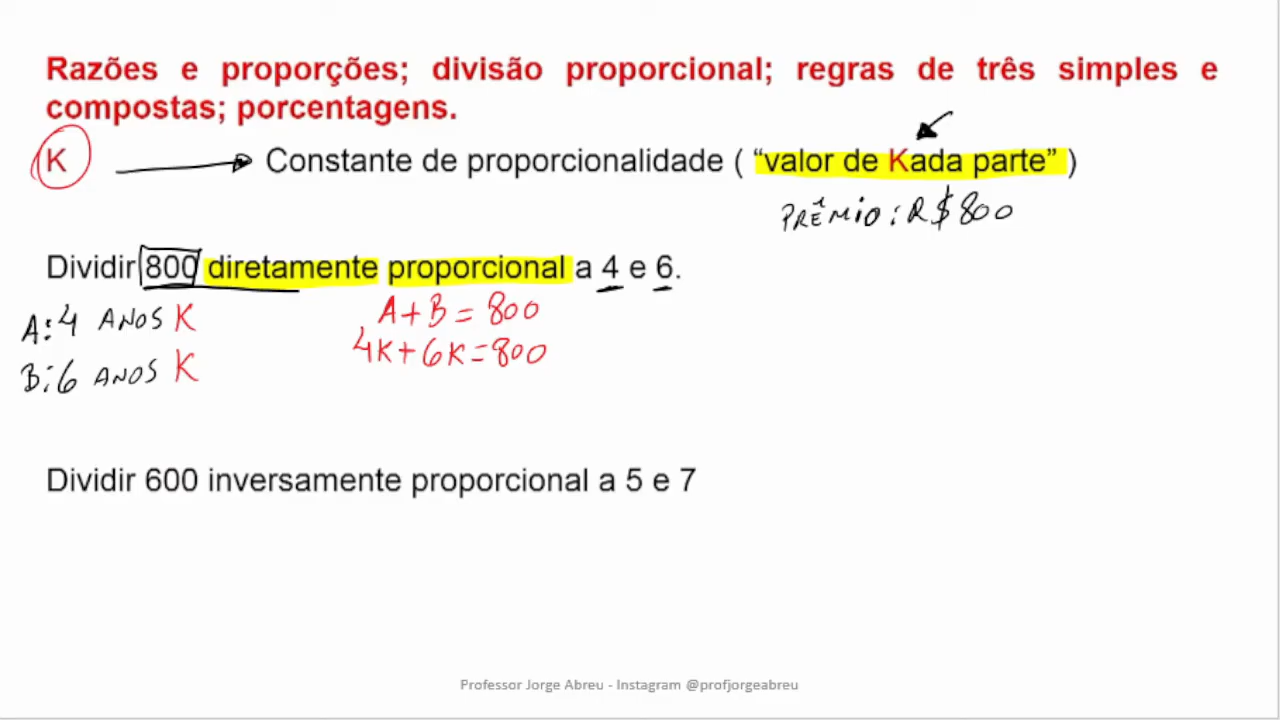 Razões e proporções; divisão proporcional; regras de três simples e
compostas; porcentagens.
K Constante de proporcionalidade ( “valor de Kada parte” )
PRÊMIO: R$ 800
Dividir 800 diretamente proporcional a 4 e 6.
A: 4 ANOS K
A + B = 800
4K + 6K = 800
B: 6 ANOS K
Dividir 600 inversamente proporcional a 5 e 7
Professor Jorge Abreu - Instagram @profjorgeabreu